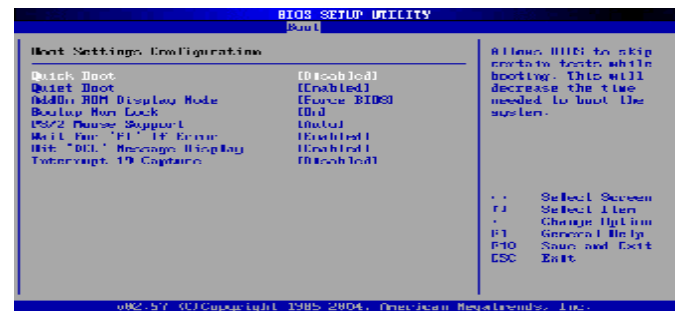 BIOS SETUP UTILITY
Boot
Boot Settings Configuration
Quick Boot [Disabled]
Quiet Boot [Enabled]
AddOn ROM Display Mode [Force BIOS]
Bootup Num-Lock [On]
PS/2 Mouse Support [Auto]
Wait For 'F1' If Error [Enabled]
Hit 'DEL' Message Display [Enabled]
Interrupt 19 Capture [Disabled]
Allows BIOS to skip
certain tests while
booting. This will
decrease the time
needed to boot the
system.
Select Screen
Select Item
Change Option
F1 General Help
F10 Save and Exit
ESC Exit
v02.57 (C)Copyright 1985-2004, American Megatrends, Inc.